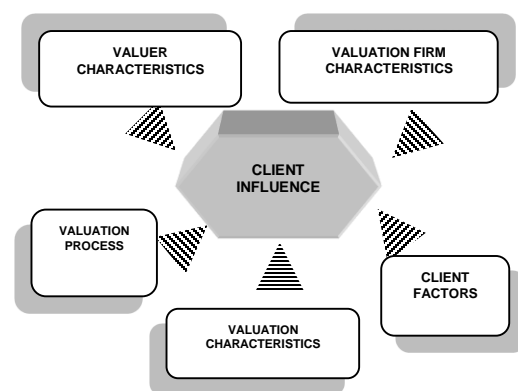 VALUER
CHARACTERISTICS
VALUATION FIRM
CHARACTERISTICS
CLIENT
INFLUENCE
VALUATION
PROCESS
CLIENT
FACTORS
VALUATION
CHARACTERISTICS